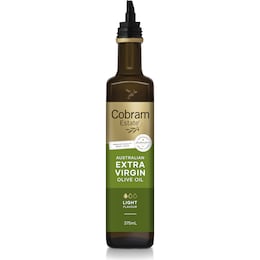 Cobram
Estate
AUSTRALIAN
EXTRA
VIRGIN
OLIVE OIL
LIGHT
FLAVOUR
375mL